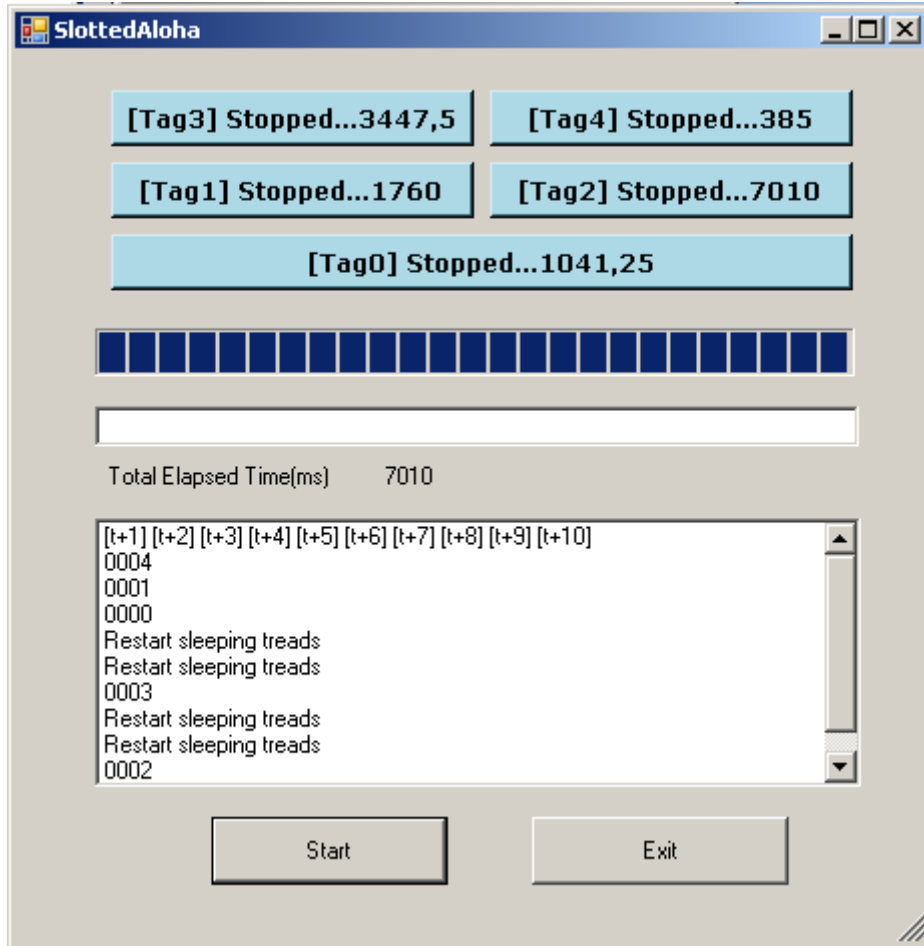 SlottedAloha
[Tag3] Stopped...3447,5
[Tag4] Stopped...385
[Tag1] Stopped...1760
[Tag2] Stopped...7010
[Tag0] Stopped...1041,25
Total Elapsed Time(ms) 7010
[t+1] [t+2] [t+3] [t+4] [t+5] [t+6] [t+7] [t+8] [t+9] [t+10]
0004
0001
0000
Restart sleeping treads
Restart sleeping treads
0003
Restart sleeping treads
Restart sleeping treads
0002
Start
Exit